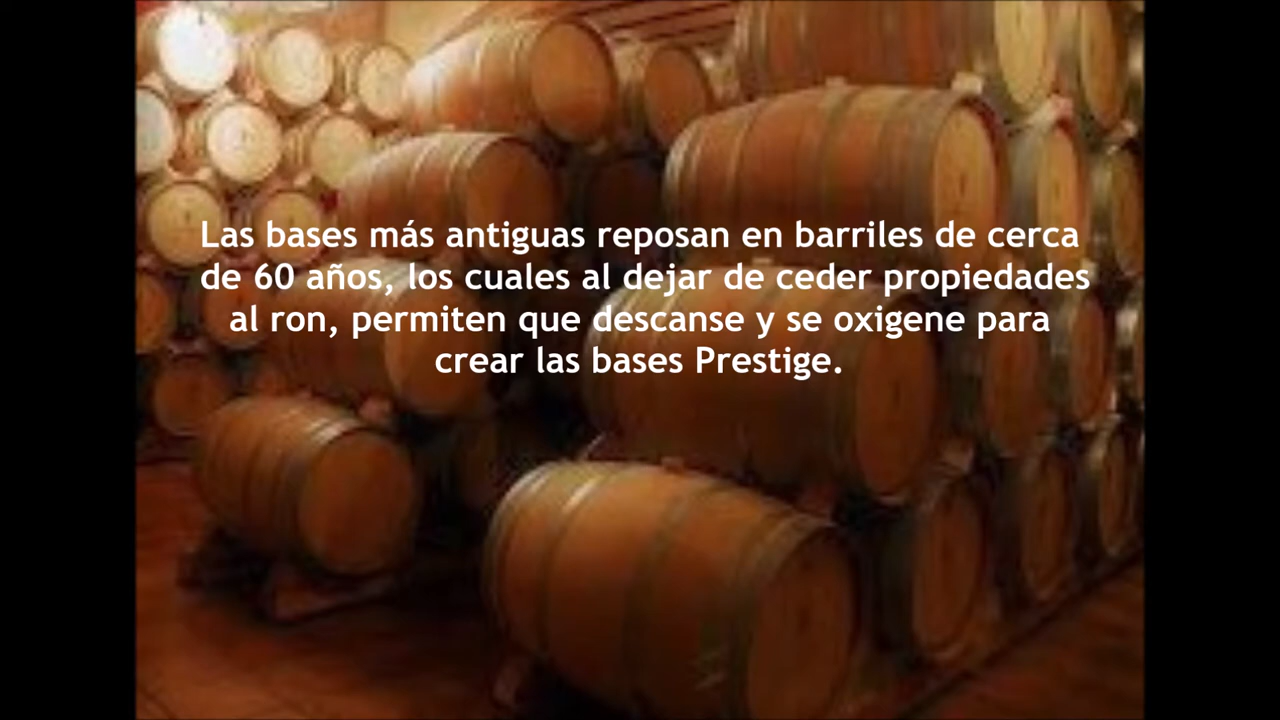 Las bases más antiguas reposan en barriles de cerca
de 60 años, los cuales al dejar de ceder propiedades
al ron, permiten que descanse y se oxigene para
crear las bases Prestige.